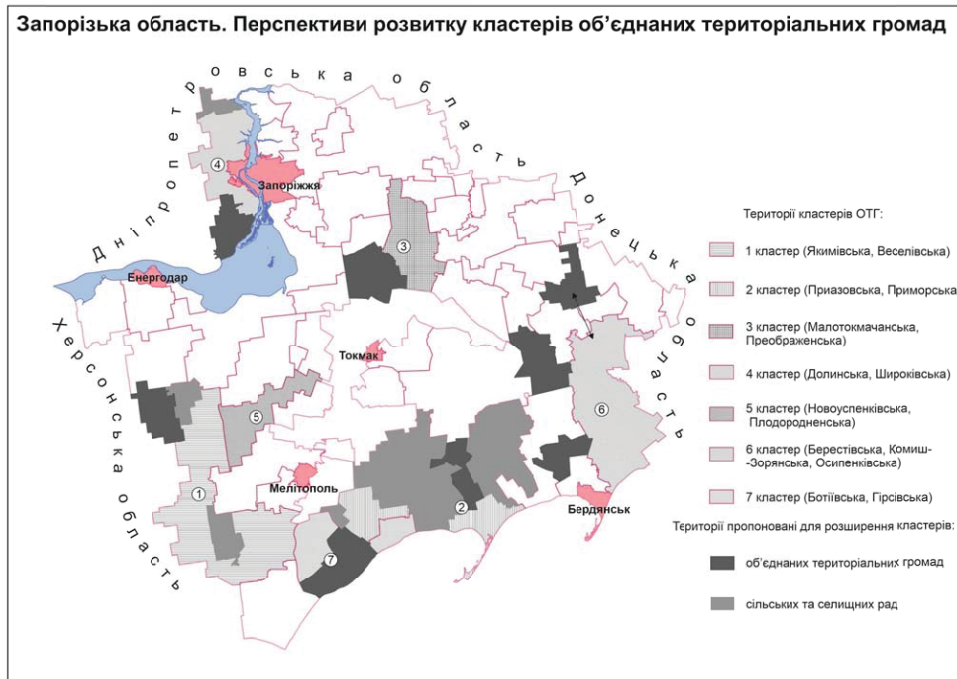 Запорізька область. Перспективи розвитку кластерів об'єднаних територіальних громад
Дніпропетровська область
Донецька область
Херсонська область
4
Запоріжжя
3
Енергодар
Токмак
5
6
Мелітополь
1
2
Бердянськ
7
Території кластерів ОТГ:
1 кластер (Якимівська, Веселівська)
2 кластер (Приазовська, Приморська
3 кластер (Малотокмачанська,
Преображенська)
4 кластер (Долинська, Широківська)
5 кластер (Новоуспенківська,
Плодородненська)
6 кластер (Берестівська, Комиш-
-Зорянська, Осипенківська)
7 кластер (Ботіївська, Гірсівська)
Території пропоновані для розширення кластерів:
об'єднаних територіальних громад
сільських та селищних рад